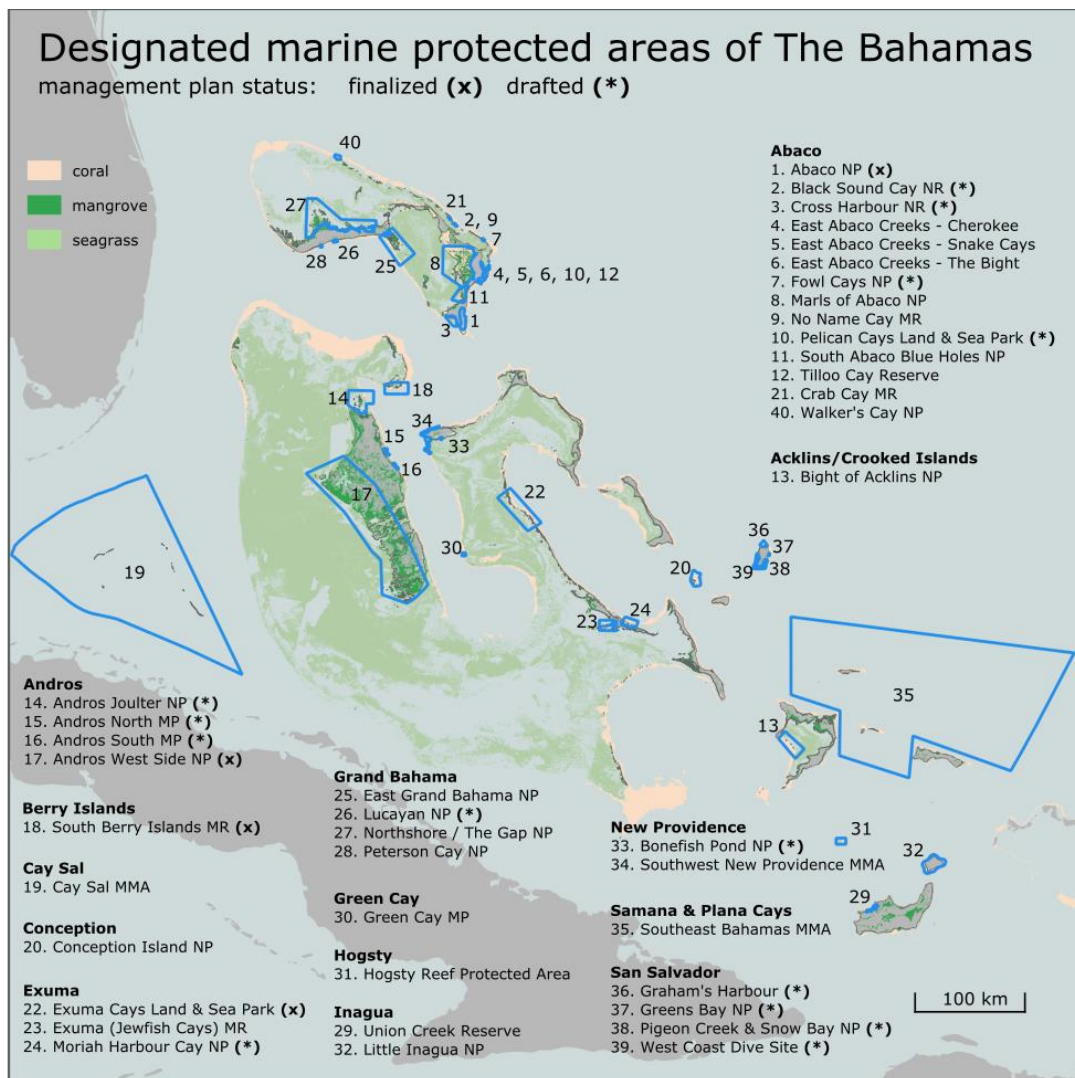 Designated marine protected areas of The Bahamas
management plan status: finalized (x) drafted (*)
coral
mangrove
seagrass
40
27
21
2, 9
7
28
26
25
8
4, 5, 6, 10, 12
11
3
1
14
18
34
33
15
16
17
22
30
19
20
36
37
38
39
23
24
35
13
31
32
29
Abaco
1. Abaco NP (x)
2. Black Sound Cay NR (*)
3. Cross Harbour NR (*)
4. East Abaco Creeks - Cherokee
5. East Abaco Creeks - Snake Cays
6. East Abaco Creeks - The Bight
7. Fowl Cays NP (*)
8. Marls of Abaco NP
9. No Name Cay MR
10. Pelican Cays Land & Sea Park (*)
11. South Abaco Blue Holes NP
12. Tilloo Cay Reserve
21. Crab Cay MR
40. Walker's Cay NP
Acklins/Crooked Islands
13. Bight of Acklins NP
Andros
14. Andros Joulter NP (*)
15. Andros North MP (*)
16. Andros South MP (*)
17. Andros West Side NP (x)
Berry Islands
18. South Berry Islands MR (x)
Cay Sal
19. Cay Sal MMA
Conception
20. Conception Island NP
Exuma
22. Exuma Cays Land & Sea Park (x)
23. Exuma (Jewfish Cays) MR
24. Moriah Harbour Cay NP (*)
Grand Bahama
25. East Grand Bahama NP
26. Lucayan NP (*)
27. Northshore / The Gap NP
28. Peterson Cay NP
Green Cay
30. Green Cay MP
Hogsty
31. Hogsty Reef Protected Area
Inagua
29. Union Creek Reserve
32. Little Inagua NP
New Providence
33. Bonefish Pond NP (*)
34. Southwest New Providence MMA
Samana & Plana Cays
35. Southeast Bahamas MMA
San Salvador
36. Graham's Harbour (*)
37. Greens Bay NP (*)
38. Pigeon Creek & Snow Bay NP (*)
39. West Coast Dive Site (*)
100 km